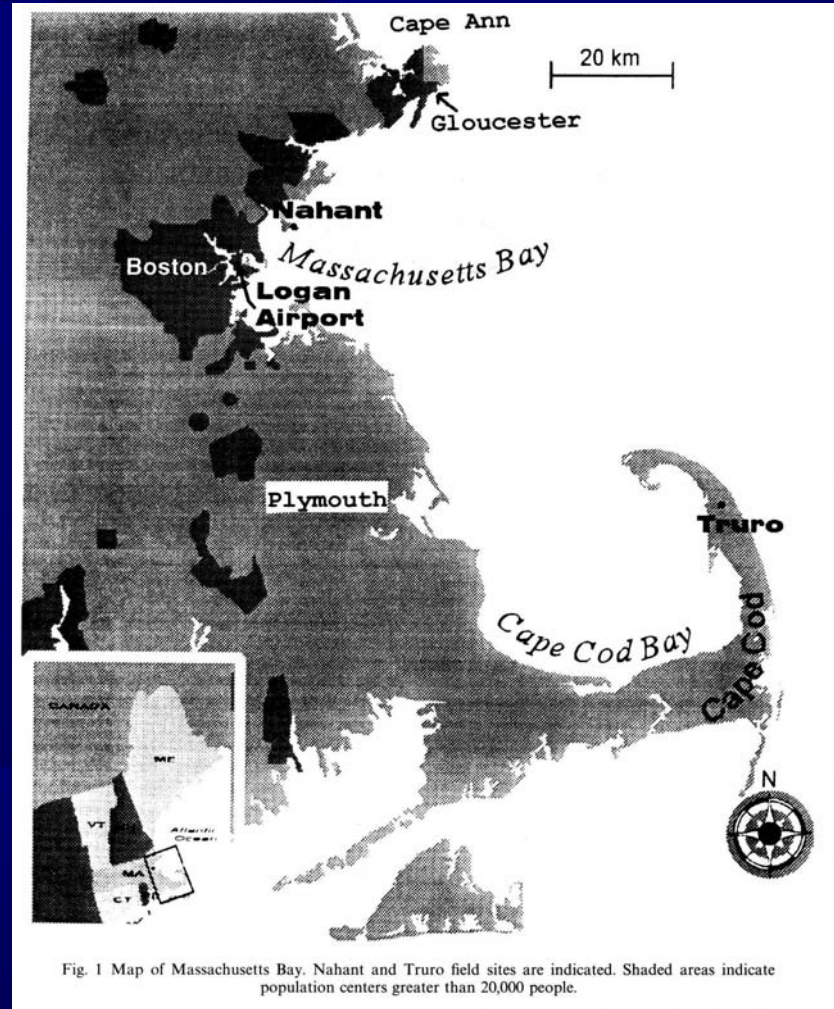 Cape Ann
20 km
Gloucester
Nahant
Massachusetts Bay
Boston
Logan
Airport
Plymouth
Truro
Cape Cod Bay
Cape Cod
CANADA
ME
VT
Atlantic
Ocean
MA
CT
N
Fig. 1 Map of Massachusetts Bay. Nahant and Truro field sites are indicated. Shaded areas indicate
population centers greater than 20,000 people.